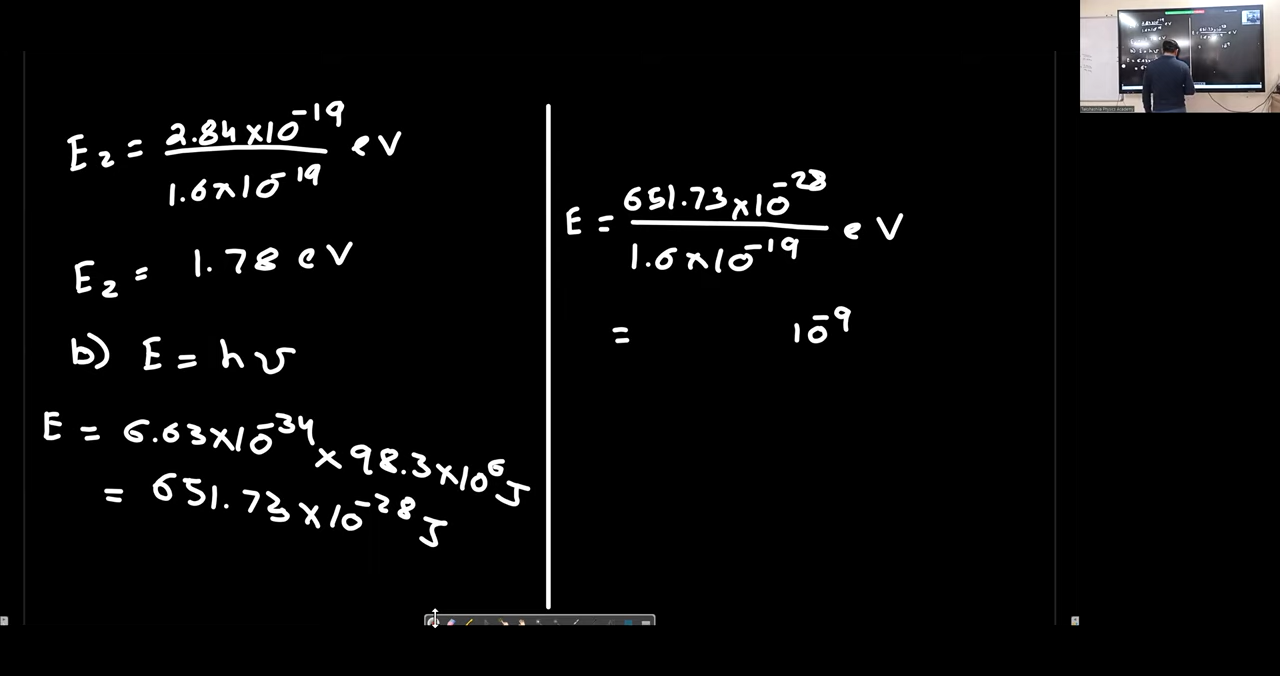 E₂ = 2.84×10⁻¹⁹ / 1.6×10⁻¹⁹ eV
E₂ = 1.78 eV
b) E = hν
E = 6.63×10⁻³⁴ × 98.3×10⁶ J
= 651.73×10⁻²⁸ J
E = 651.73×10⁻²⁸ / 1.6×10⁻¹⁹ eV
= 10⁻⁹